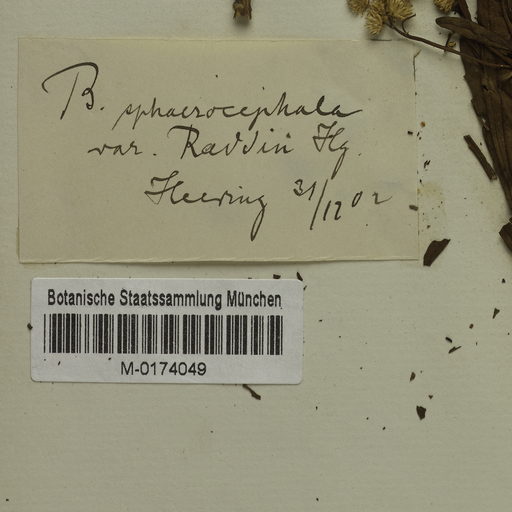 B. sphaerocephala
var. Raddii Hg.
Heering 31/12 02
Botanische Staatssammlung München
M-0174049